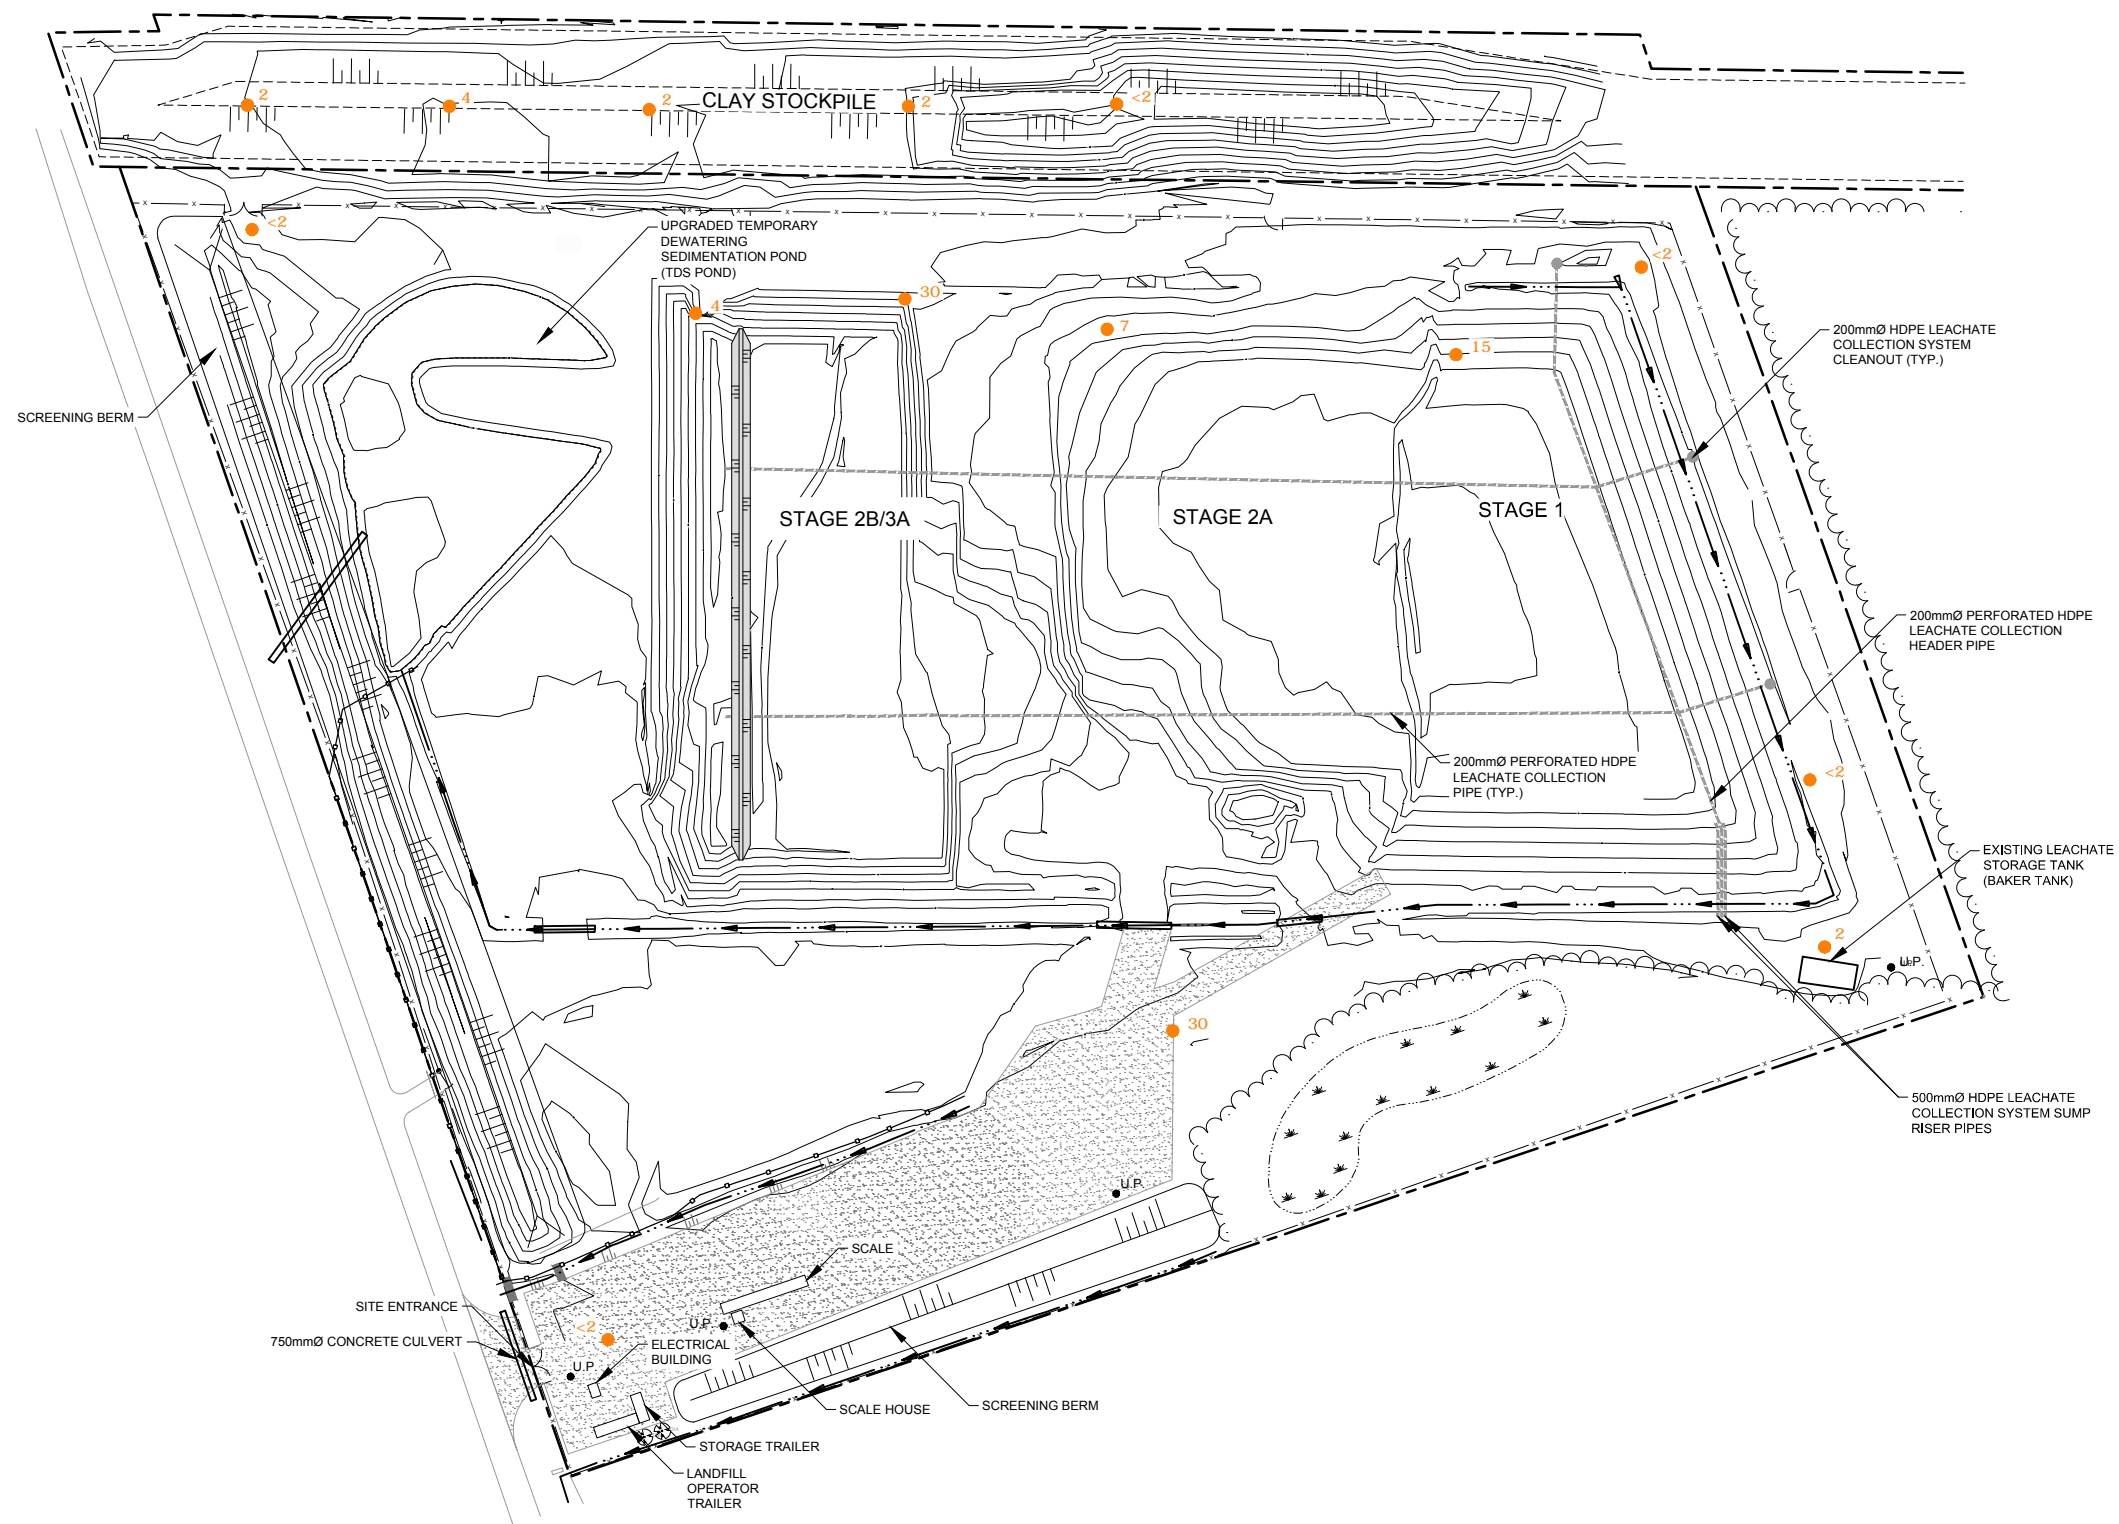 2
4
2
CLAY STOCKPILE
2
<2
<2
UPGRADED TEMPORARY
DEWATERING
SEDIMENTATION POND
(TDS POND)
<2
30
4
7
15
200mmØ HDPE LEACHATE
COLLECTION SYSTEM
CLEANOUT (TYP.)
SCREENING BERM
STAGE 2B/3A
STAGE 2A
STAGE 1
200mmØ PERFORATED HDPE
LEACHATE COLLECTION
HEADER PIPE
200mmØ PERFORATED HDPE
LEACHATE COLLECTION
PIPE (TYP.)
<2
EXISTING LEACHATE
STORAGE TANK
(BAKER TANK)
2
U.P.
30
500mmØ HDPE LEACHATE
COLLECTION SYSTEM SUMP
RISER PIPES
U.P.
SCALE
SITE ENTRANCE
750mmØ CONCRETE CULVERT
<2
U.P.
ELECTRICAL
BUILDING
U.P.
SCALE HOUSE
SCREENING BERM
STORAGE TRAILER
LANDFILL
OPERATOR
TRAILER